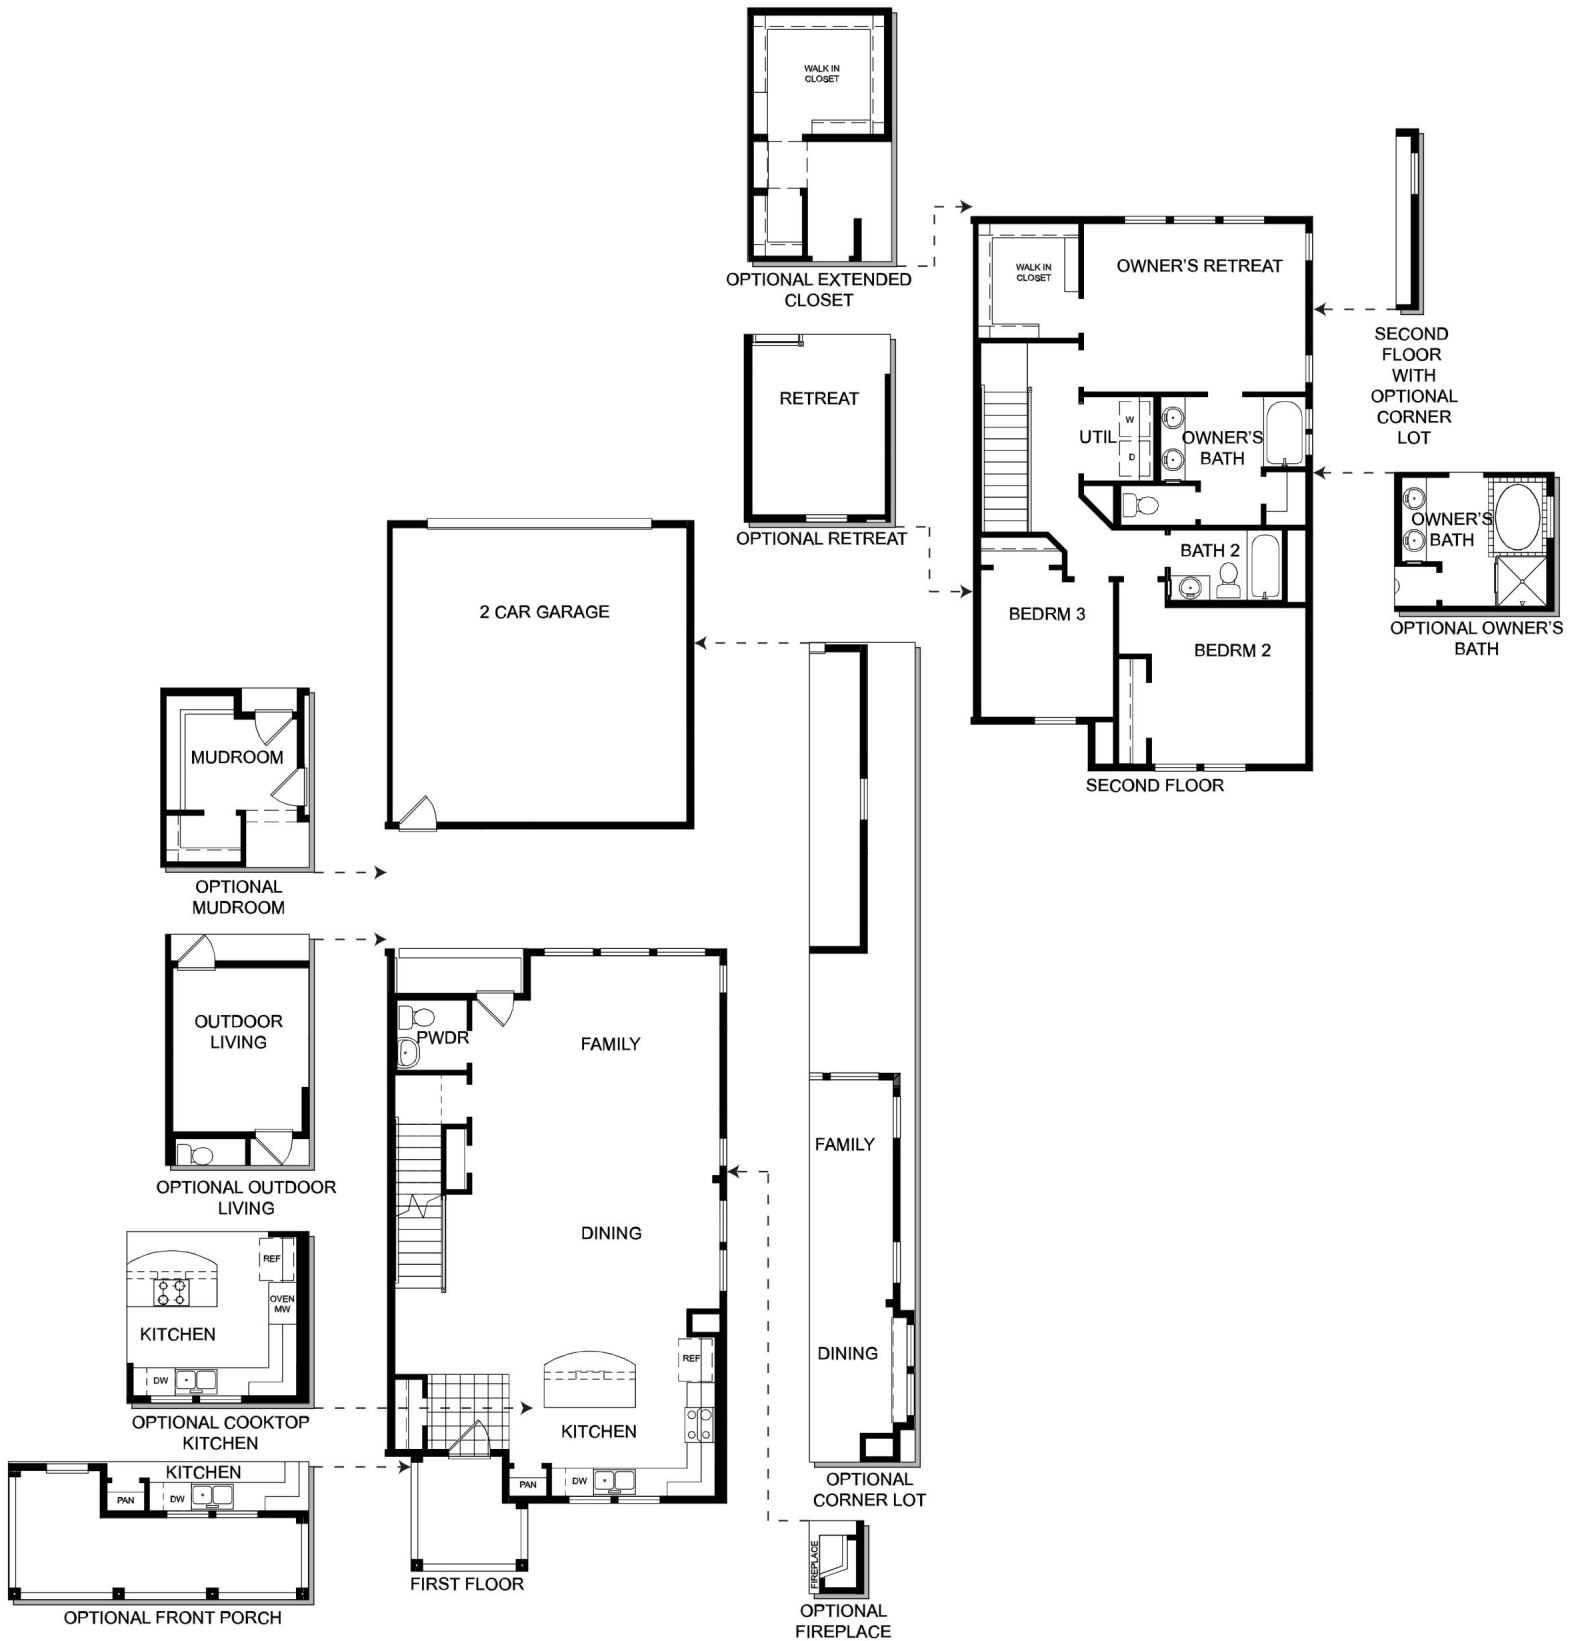 WALK IN
CLOSET
OPTIONAL EXTENDED
CLOSET
WALK IN
CLOSET
OWNER'S RETREAT
SECOND
FLOOR
WITH
OPTIONAL
CORNER
LOT
RETREAT
OPTIONAL RETREAT
UTIL
W
D
OWNER'S
BATH
BATH 2
BEDRM 3
BEDRM 2
SECOND FLOOR
OWNER'S
BATH
OPTIONAL OWNER'S
BATH
2 CAR GARAGE
MUDROOM
OPTIONAL
MUDROOM
OUTDOOR
LIVING
OPTIONAL OUTDOOR
LIVING
PWDR
FAMILY
DINING
REF
KITCHEN
PAN
DW
FIRST FLOOR
REF
OVEN
MW
KITCHEN
DW
OPTIONAL COOKTOP
KITCHEN
KITCHEN
PAN
DW
OPTIONAL FRONT PORCH
FAMILY
DINING
OPTIONAL
CORNER LOT
FIREPLACE
OPTIONAL
FIREPLACE